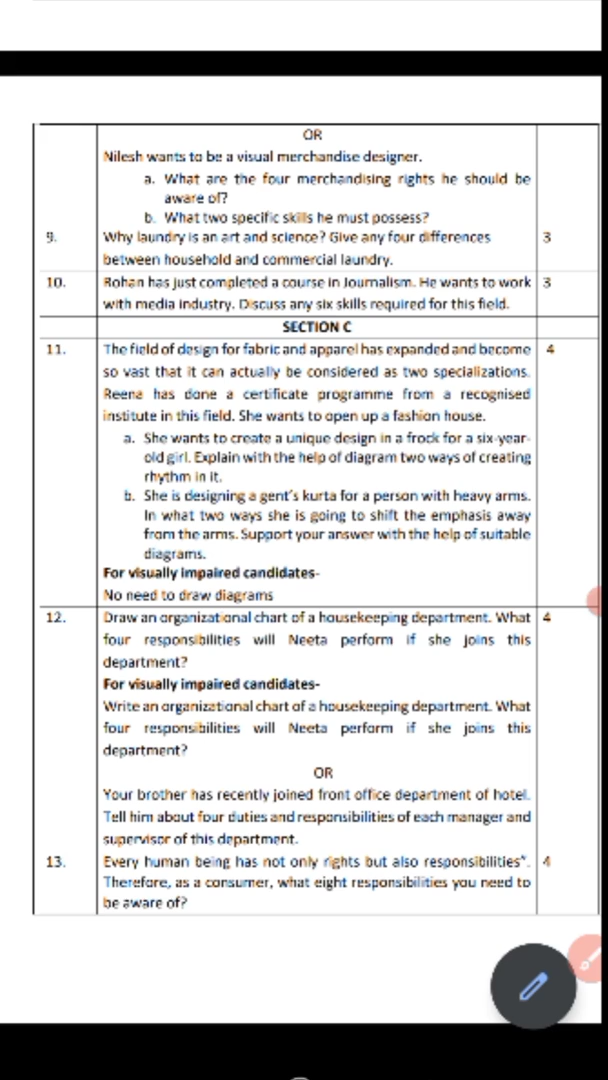 OR
Nilesh wants to be a visual merchandise designer.
a. What are the four merchandising rights he should be
aware of?
b. What two specific skills he must possess?
9. Why laundry is an art and science? Give any four differences 3
between household and commercial laundry.
10. Rohan has just completed a course in Journalism. He wants to work 3
with media industry. Discuss any six skills required for this field.
SECTION C
11. The field of design for fabric and apparel has expanded and become 4
so vast that it can actually be considered as two specializations.
Reena has done a certificate programme from a recognised
institute in this field. She wants to open up a fashion house.
a. She wants to create a unique design in a frock for a six-year-
old girl. Explain with the help of diagram two ways of creating
rhythm in it.
b. She is designing a gent's kurta for a person with heavy arms.
In what two ways she is going to shift the emphasis away
from the arms. Support your answer with the help of suitable
diagrams.
For visually impaired candidates-
No need to draw diagrams
12. Draw an organizational chart of a housekeeping department. What 4
four responsibilities will Neeta perform if she joins this
department?
For visually impaired candidates-
Write an organizational chart of a housekeeping department. What
four responsibilities will Neeta perform if she joins this
department?
OR
Your brother has recently joined front office department of hotel.
Tell him about four duties and responsibilities of each manager and
supervisor of this department.
13. Every human being has not only rights but also responsibilities". 4
Therefore, as a consumer, what eight responsibilities you need to
be aware of?